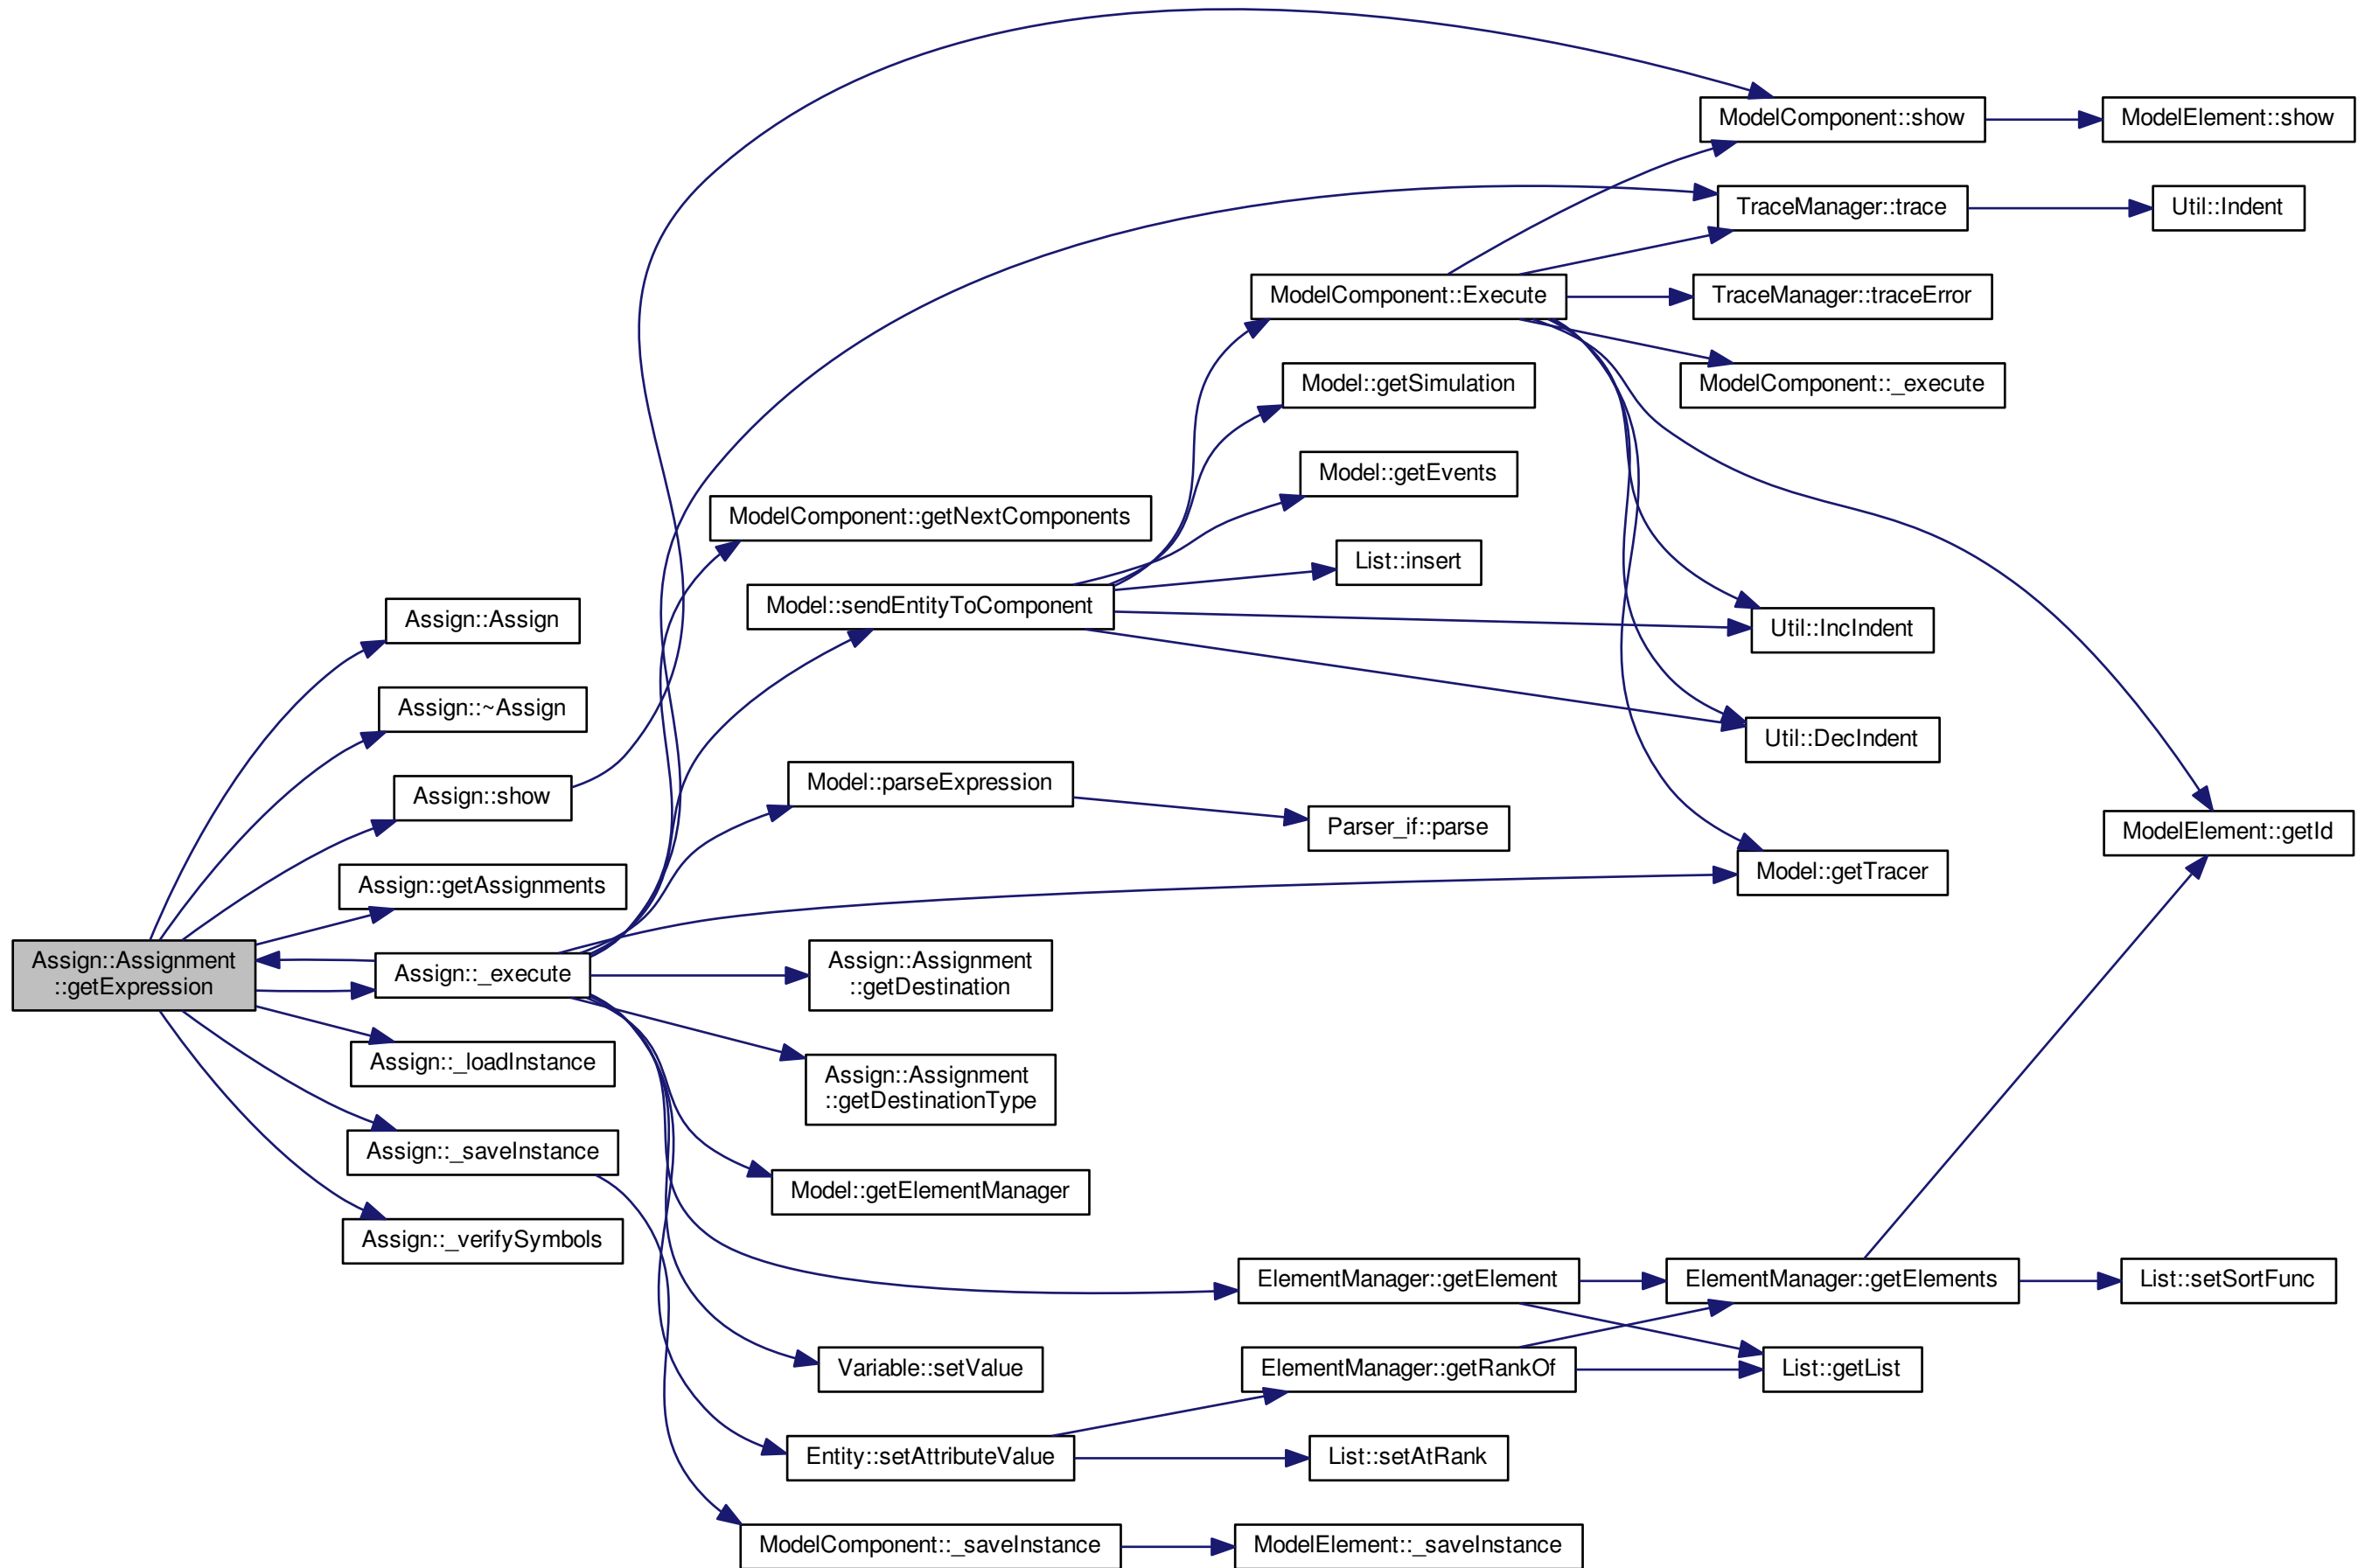 ModelComponent::show
ModelElement::show
TraceManager::trace
Util::Indent
ModelComponent::Execute
TraceManager::traceError
Model::getSimulation
ModelComponent::_execute
Model::getEvents
ModelComponent::getNextComponents
List::insert
Assign::Assign
Model::sendEntityToComponent
Util::IncIndent
Assign::~Assign
Util::DecIndent
Assign::show
Model::parseExpression
Parser_if::parse
ModelElement::getId
Assign::getAssignments
Model::getTracer
Assign::Assignment
::getExpression
Assign::_execute
Assign::Assignment
::getDestination
Assign::_loadInstance
Assign::Assignment
::getDestinationType
Assign::_saveInstance
Model::getElementManager
Assign::_verifySymbols
ElementManager::getElement
ElementManager::getElements
List::setSortFunc
Variable::setValue
ElementManager::getRankOf
List::getList
Entity::setAttributeValue
List::setAtRank
ModelComponent::_saveInstance
ModelElement::_saveInstance